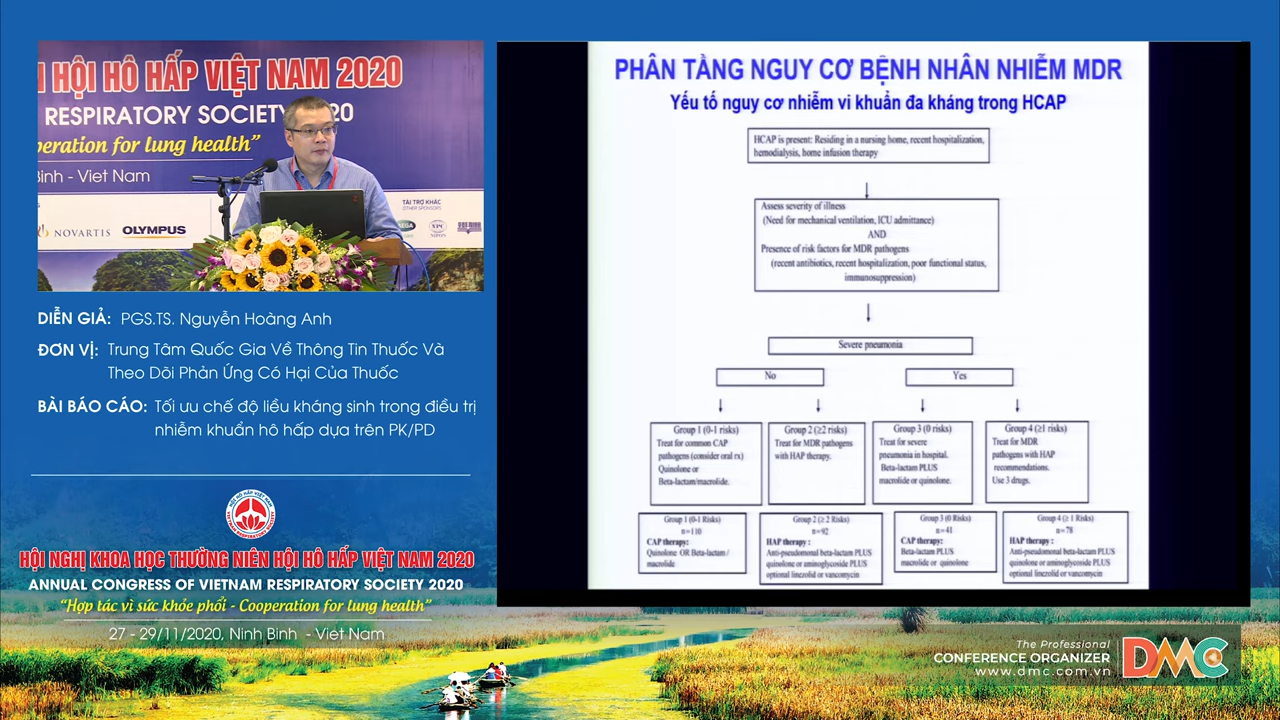 N HỘI HÔ HẤP VIỆT NAM 2020
RESPIRATORY SOCIETY 2020
peration for lung health”
Binh - Viet Nam
TÀI TRỢ KHÁC
OTHER SPONSORS
NOVARTIS
OLYMPUS
DIỄN GIẢ: PGS.TS. Nguyễn Hoàng Anh
ĐƠN VỊ: Trung Tâm Quốc Gia Về Thông Tin Thuốc Và
Theo Dõi Phản Ứng Có Hại Của Thuốc
BÀI BÁO CÁO: Tối ưu chế độ liều kháng sinh trong điều trị
nhiễm khuẩn hô hấp dựa trên PK/PD
HỘI HÔ HẤP VIỆT NAM
HỘI NGHỊ KHOA HỌC THƯỜNG NIÊN HỘI HÔ HẤP VIỆT NAM 2020
ANNUAL CONGRESS OF VIETNAM RESPIRATORY SOCIETY 2020
“Hợp tác vì sức khỏe phổi - Cooperation for lung health”
27 - 29/11/2020, Ninh Binh - Viet Nam
PHÂN TẦNG NGUY CƠ BỆNH NHÂN NHIỄM MDR
Yếu tố nguy cơ nhiễm vi khuẩn đa kháng trong HCAP
HCAP is present: Residing in a nursing home, recent hospitalization,
hemodialysis, home infusion therapy
Assess severity of illness
(Need for mechanical ventilation, ICU admittance)
AND
Presence of risk factors for MDR pathogens
(recent antibiotics, recent hospitalization, poor functional status,
immunosuppression)
Severe pneumonia
No
Yes
Group 1 (0-1 risks)
Treat for common CAP
pathogens (consider oral rx)
Quinolone or
Beta-lactam/macrolide.
Group 2 (≥2 risks)
Treat for MDR pathogens
with HAP therapy.
Group 3 (0 risks)
Treat for severe
pneumonia in hospital.
Beta-lactam PLUS
macrolide or quinolone.
Group 4 (≥1 risks)
Treat for MDR
pathogens with HAP
recommendations.
Use 3 drugs.
Group 1 (0-1 Risks)
n=110
CAP therapy:
Quinolone OR Beta-lactam /
macrolide
Group 2 (≥ 2 Risks)
n=92
HAP therapy :
Anti-pseudomonal beta-lactam PLUS
quinolone or aminoglycoside PLUS
optional linezolid or vancomycin
Group 3 (0 Risks)
n=41
CAP therapy:
Beta-lactam PLUS
macrolide or quinolone
Group 4 (≥ 1 Risks)
n=78
HAP therapy :
Anti-pseudomonal beta-lactam PLUS
quinolone or aminoglycoside PLUS
optional linezolid or vancomycin
The Professional
CONFERENCE ORGANIZER
www.dmc.com.vn
DMC